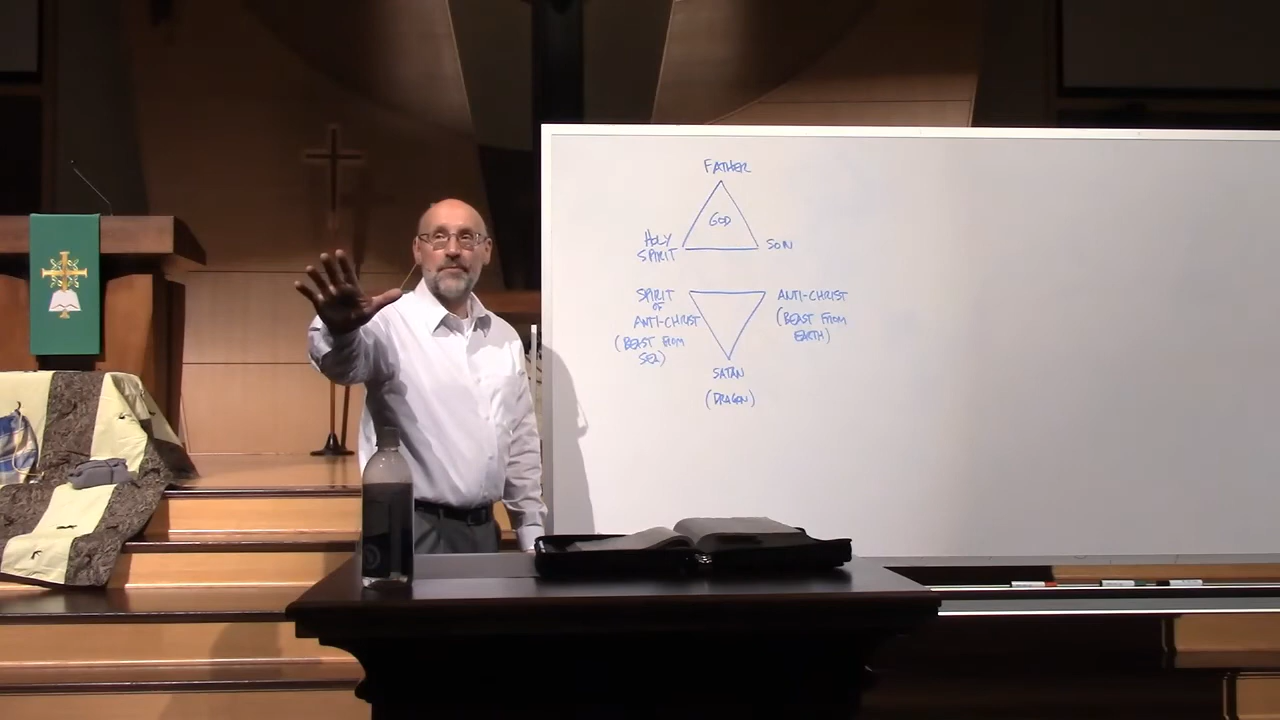 FATHER
GOD
HOLY
SPIRIT
SON
SPIRIT
OF
ANTI-CHRIST
(BEAST FROM
SEA)
ANTI-CHRIST
(BEAST FROM
EARTH)
SATAN
(DRAGON)